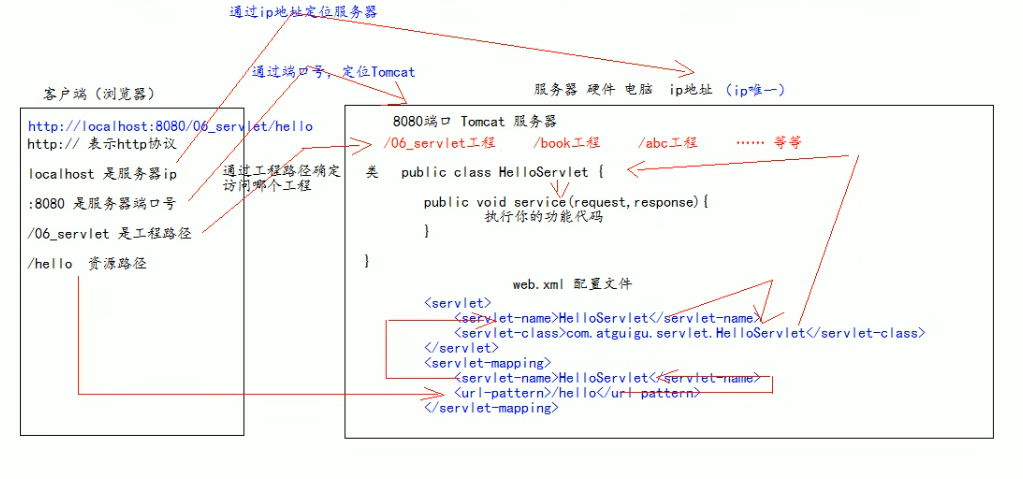 通过ip地址定位服务器
通过端口号，定位Tomcat
客户端（浏览器）
服务器 硬件 电脑 ip地址 （ip唯一）
http://localhost:8080/06_servlet/hello
http:// 表示http协议
localhost 是服务器ip
:8080 是服务器端口号
/06_servlet 是工程路径
/hello 资源路径
通过工程路径确定
访问哪个工程
8080端口 Tomcat 服务器
/06_servlet工程 /book工程 /abc工程 …… 等等
类 public class HelloServlet {
public void service(request,response){
执行你的功能代码
}
}
web.xml 配置文件
<servlet>
<servlet-name>HelloServlet</servlet-name>
<servlet-class>com.atguigu.servlet.HelloServlet</servlet-class>
</servlet>
<servlet-mapping>
<servlet-name>HelloServlet</servlet-name>
<url-pattern>/hello</url-pattern>
</servlet-mapping>